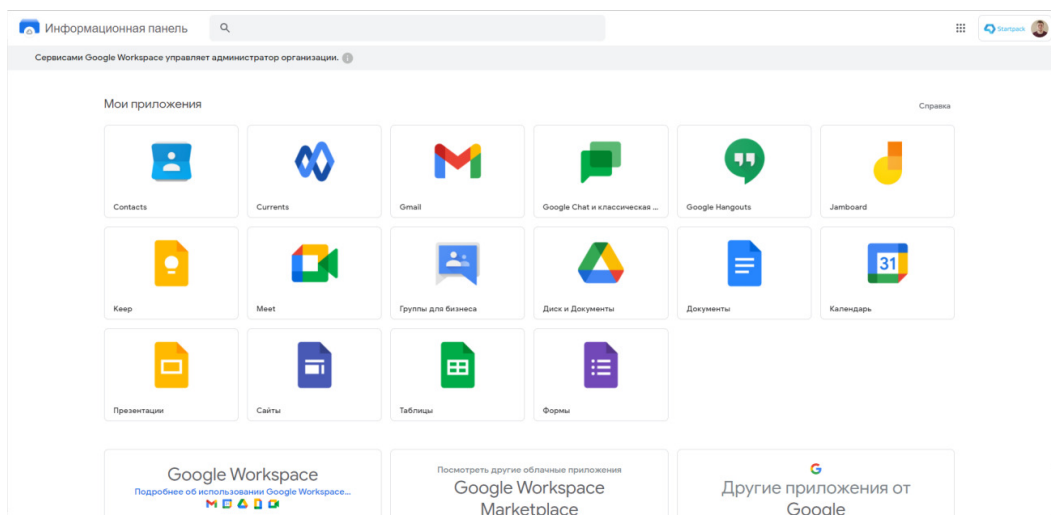 Информационная панель
Startpack
Сервисами Google Workspace управляет администратор организации.
Мои приложения
Справка
Contacts
Currents
Gmail
Google Chat и классическая ...
Google Hangouts
Jamboard
Keep
Meet
Группы для бизнеса
Диск и Документы
Документы
31
Календарь
Презентации
Сайты
Таблицы
Формы
Google Workspace
Подробнее об использовании Google Workspace...
Посмотреть другие облачные приложения
Google Workspace
Marketplace
Другие приложения от
Google